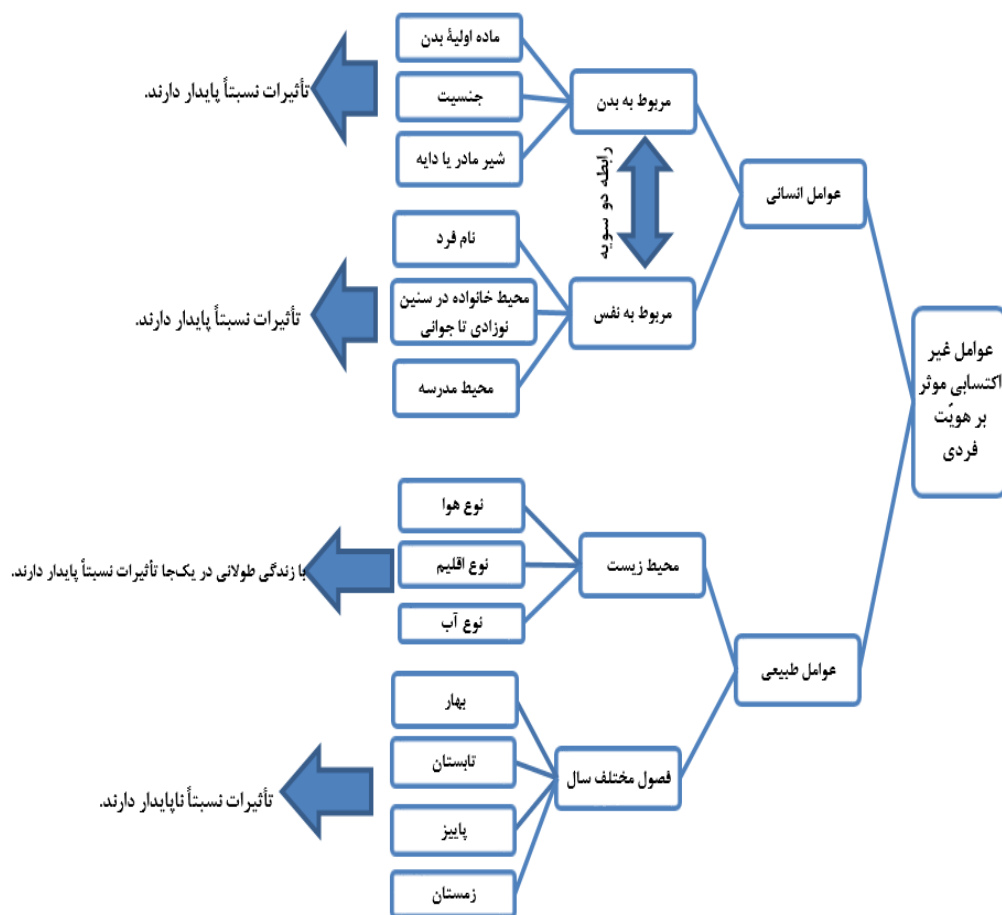 عوامل غیر
اکتسابی موثر
بر هویّت
فردی
عوامل انسانی
مربوط به بدن
ماده اولیۀ بدن
جنسیت
شیر مادر یا دایه
تأثیرات نسبتاً پایدار دارند.
رابطه دو سویه
مربوط به نفس
نام فرد
محیط خانواده در سنین
نوزادی تا جوانی
محیط مدرسه
تأثیرات نسبتاً پایدار دارند.
عوامل طبیعی
محیط زیست
نوع هوا
نوع اقلیم
نوع آب
با زندگی طولانی در یک‌جا تأثیرات نسبتاً پایدار دارند.
فصول مختلف سال
بهار
تابستان
پاییز
زمستان
تأثیرات نسبتاً ناپایدار دارند.